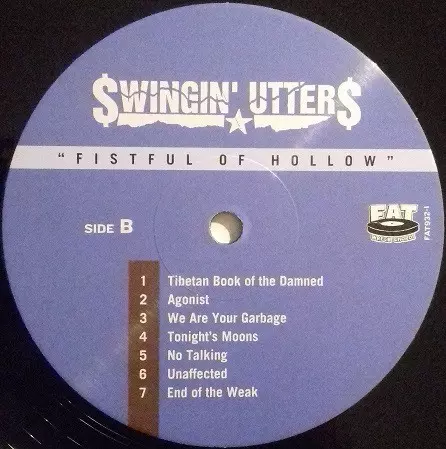 $WINGIN' UTTER$
"FISTFUL OF HOLLOW"
SIDE B
FAT
FAT932-1
1 Tibetan Book of the Damned
2 Agonist
3 We Are Your Garbage
4 Tonight's Moons
5 No Talking
6 Unaffected
7 End of the Weak